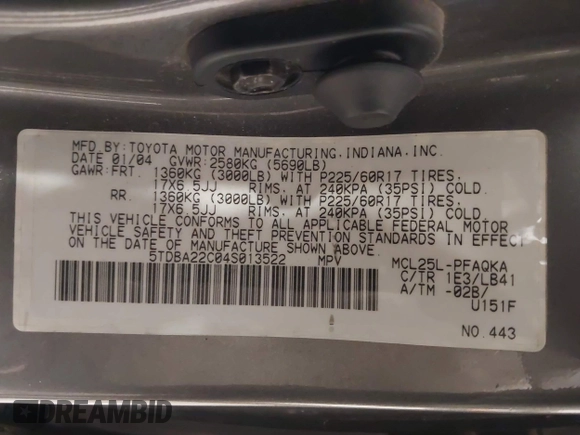 MFD.BY:TOYOTA MOTOR MANUFACTURING,INDIANA,INC.
DATE 01/04 GVWR:2580KG (5690LB)
GAWR:FRT. 1360KG (3000LB) WITH P225/60R17 TIRES,
17X6.5JJ RIMS, AT 240KPA (35PSI) COLD.
RR. 1360KG (3000LB) WITH P225/60R17 TIRES,
17X6.5JJ RIMS, AT 240KPA (35PSI) COLD.
THIS VEHICLE CONFORMS TO ALL APPLICABLE FEDERAL MOTOR
VEHICLE SAFETY AND THEFT PREVENTION STANDARDS IN EFFECT
ON THE DATE OF MANUFACTURE SHOWN ABOVE.
5TDBA22C04S013522 MPV
MCL25L-PFAQKA
C/TR 1E3/LB41
A/TM -02B/
U151F
NO.443
DREAMBID